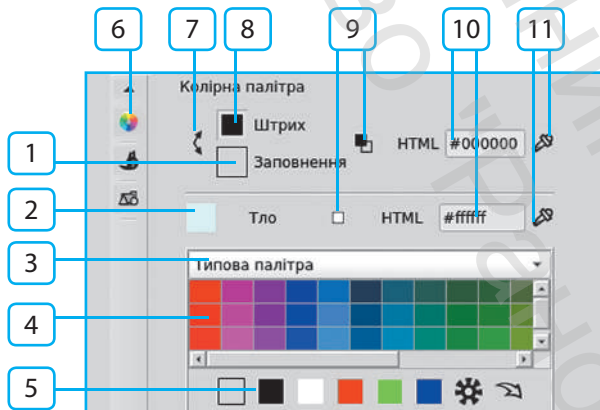 6 7 8 9 10 11
Колірна палітра
Штрих
HTML #000000
1
Заповнення
2
Тло HTML #ffffff
3
Типова палітра
4
5